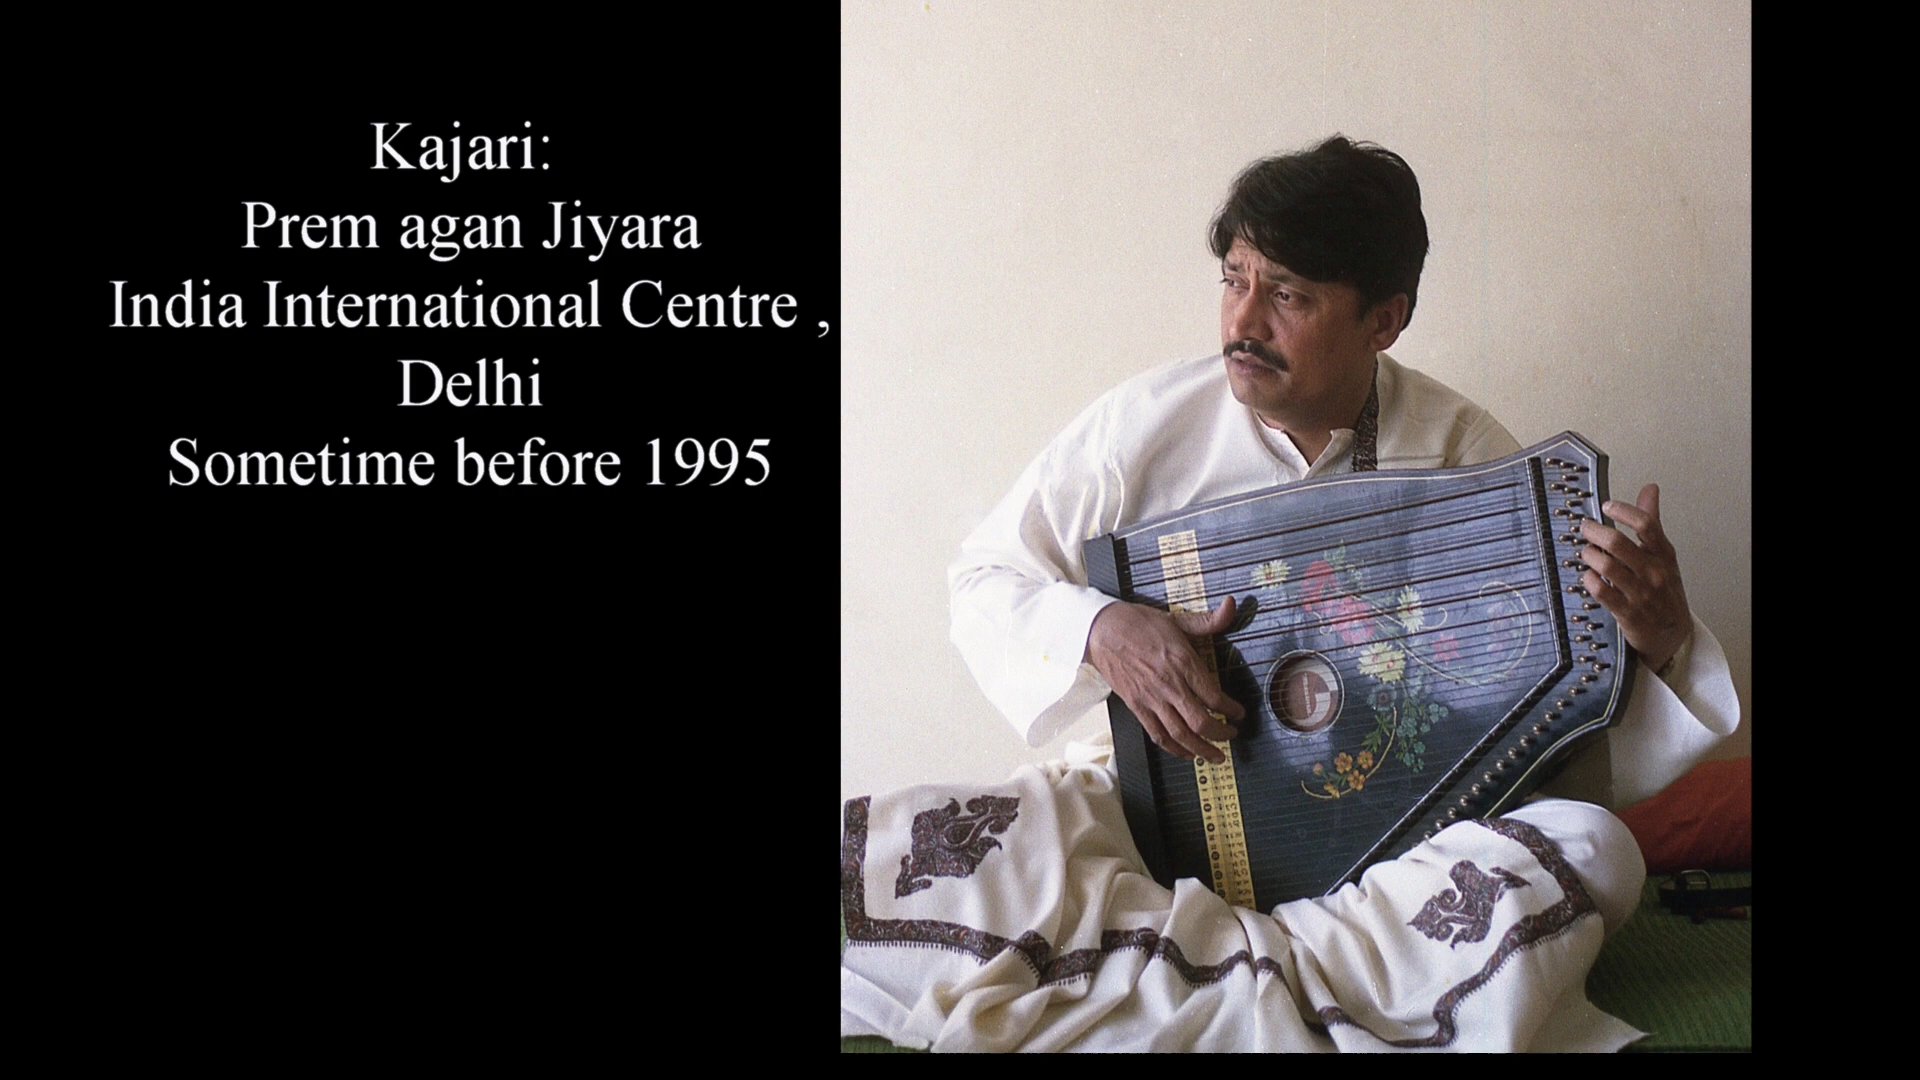 Kajari:
Prem agan Jiyara
India International Centre ,
Delhi
Sometime before 1995